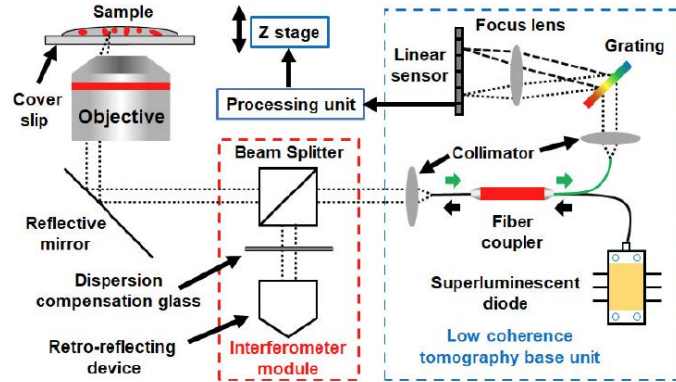 Sample
Cover
slip
Objective
Reflective
mirror
Z stage
Processing unit
Beam Splitter
Dispersion
compensation glass
Retro-reflecting
device
Interferometer
module
Linear
sensor
Focus lens
Grating
Collimator
Fiber
coupler
Superluminescent
diode
Low coherence
tomography base unit